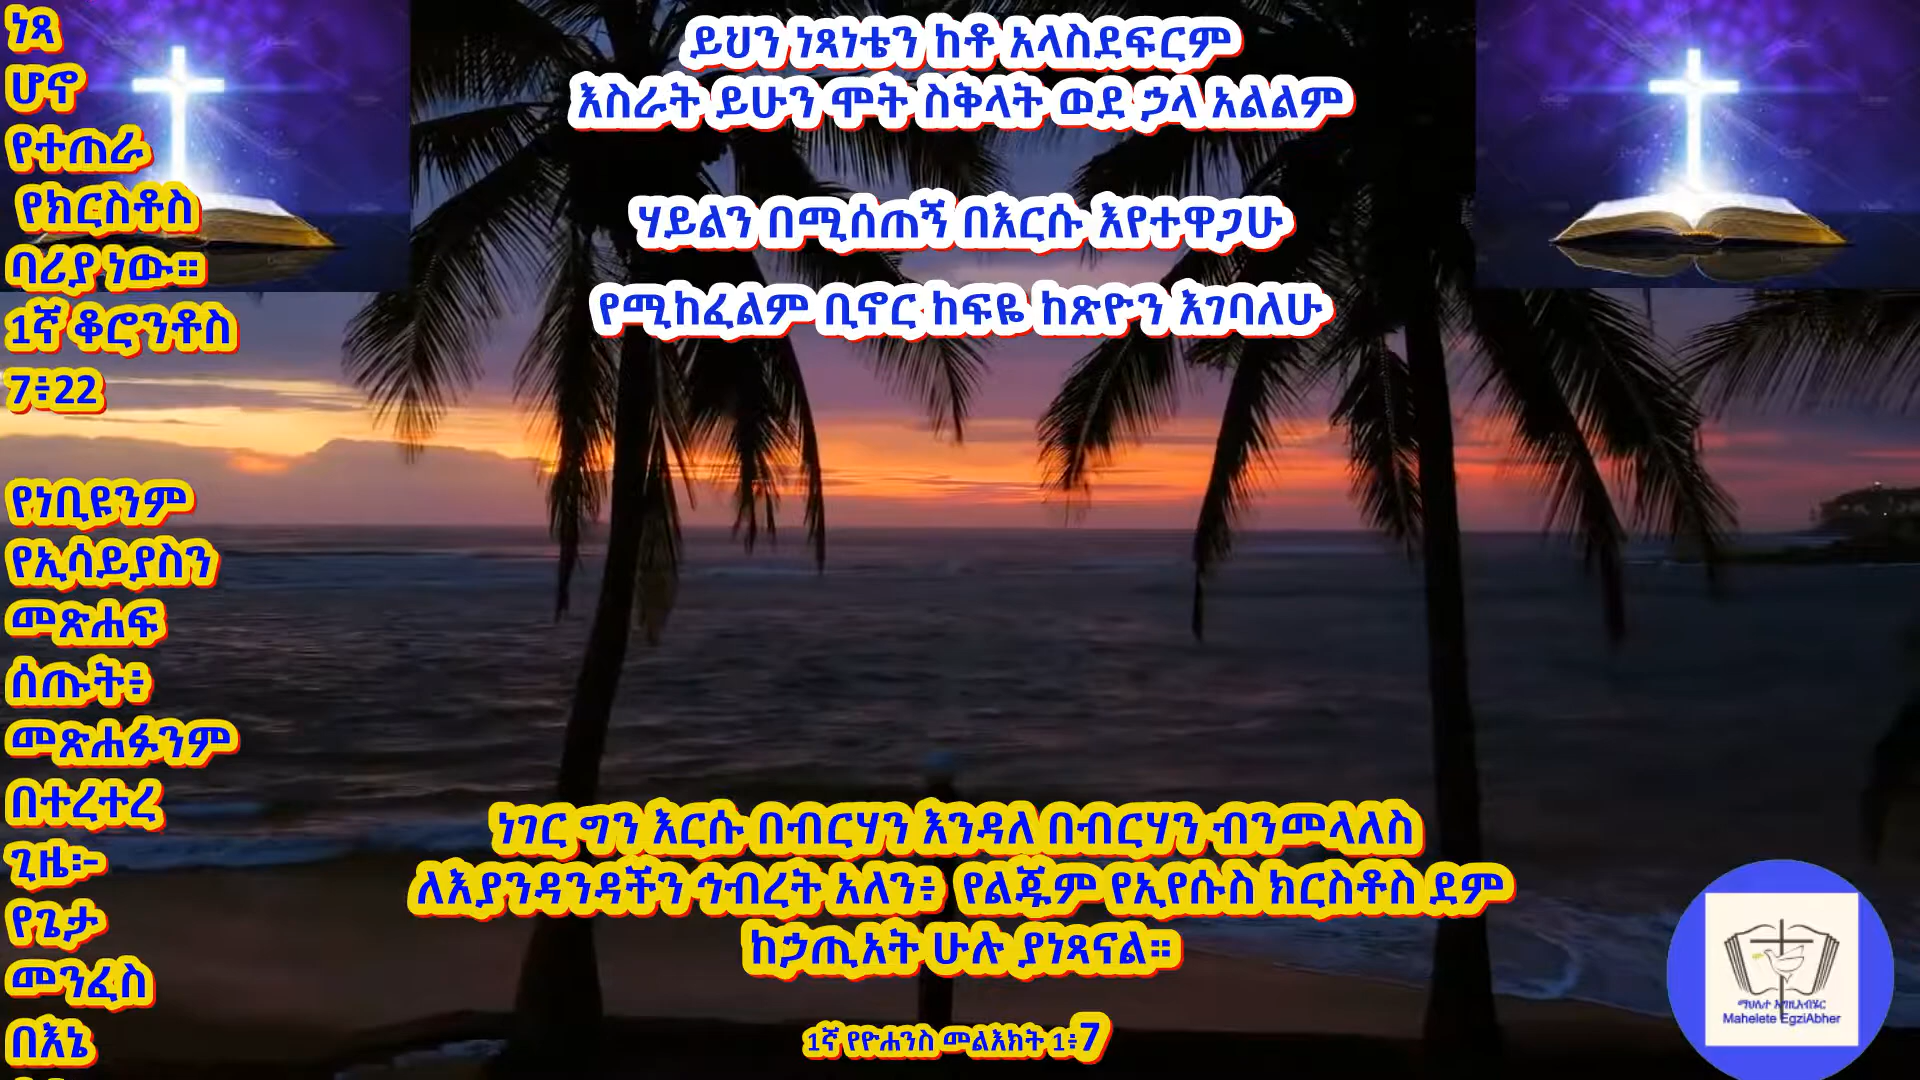 ነጻ
ሆኖ
የተጠራ
የክርስቶስ
ባሪያ ነው።
1ኛ ቆሮንቶስ
7፥22
የነቢዩንም
የኢሳይያስን
መጽሐፍ
ሰጡት፥
መጽሐፉንም
በተረተረ
ጊዜ፡-
የጌታ
መንፈስ
በእኔ
ይህን ነጻነቴን ከቶ አላስደፍርም
እስራት ይሁን ሞት ስቅላት ወደ ኃላ አልልም
ሃይልን በሚሰጠኝ በእርሱ እየተዋጋሁ
የሚከፈልም ቢኖር ከፍዬ ከጽዮን እገባለሁ
ነገር ግን እርሱ በብርሃን እንዳለ በብርሃን ብንመላለስ
ለእያንዳንዳችን ኅብረት አለን፥ የልጁም የኢየሱስ ክርስቶስ ደም
ከኃጢአት ሁሉ ያነጻናል።
1ኛ የዮሐንስ መልእክት 1፥7
ማህሌተ እግዚአብሄር
Mahelete EgziAbher